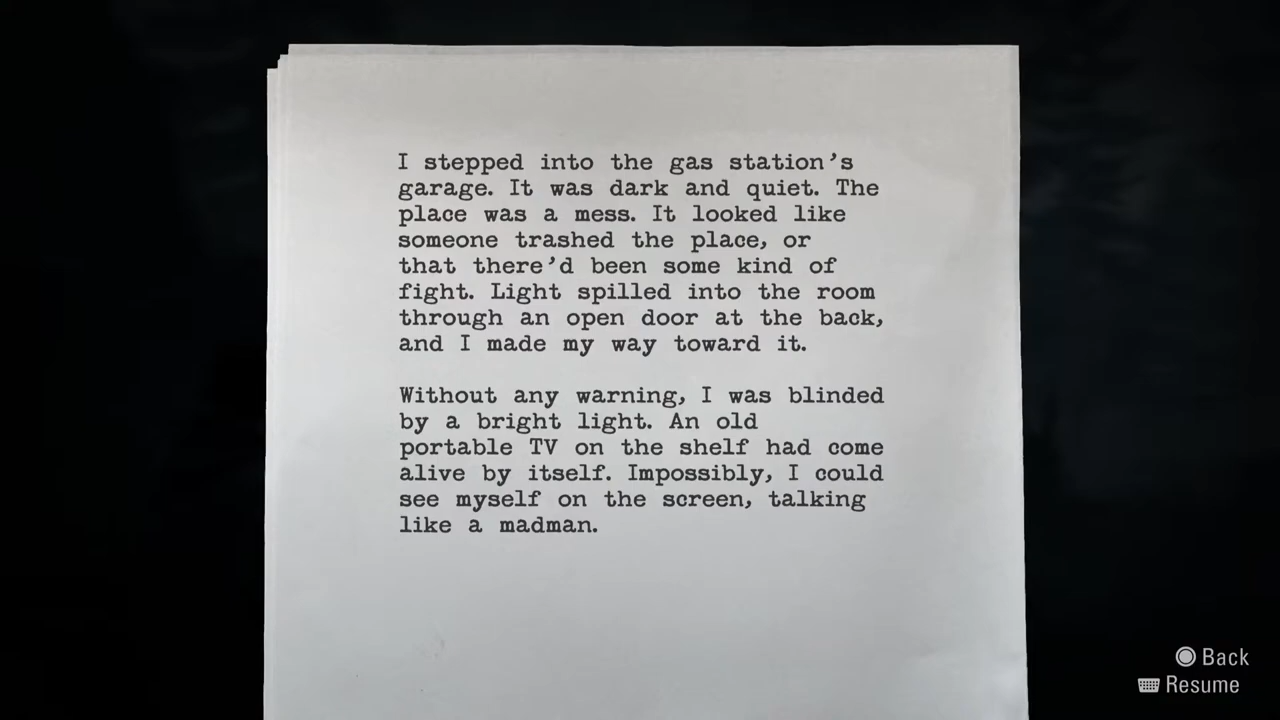 I stepped into the gas station’s
garage. It was dark and quiet. The
place was a mess. It looked like
someone trashed the place, or
that there’d been some kind of
fight. Light spilled into the room
through an open door at the back,
and I made my way toward it.
Without any warning, I was blinded
by a bright light. An old
portable TV on the shelf had come
alive by itself. Impossibly, I could
see myself on the screen, talking
like a madman.
Back
Resume